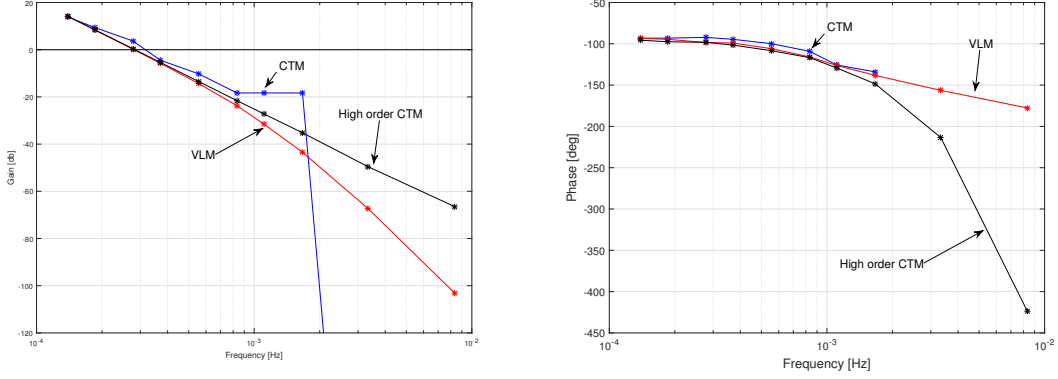 20
0
-20
-40
-60
-80
-100
-120
Gain [db]
10-4
10-3
10-2
Frequency [Hz]
CTM
High order CTM
VLM
-50
-100
-150
-200
-250
-300
-350
-400
-450
Phase [deg]
10-4
10-3
10-2
Frequency [Hz]
CTM
VLM
High order CTM